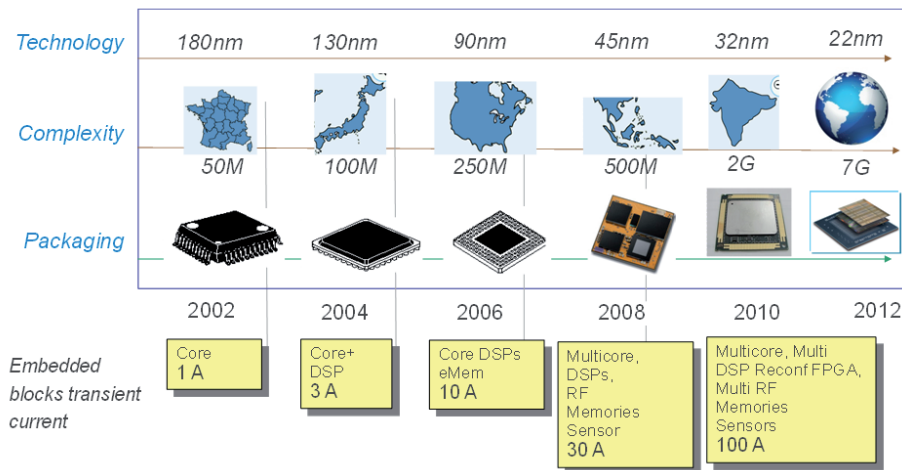 Technology 180nm 130nm 90nm 45nm 32nm 22nm
Complexity
50M 100M 250M 500M 2G 7G
Packaging
2002 2004 2006 2008 2010 2012
Embedded
blocks transient
current
Core
1 A
Core+
DSP
3 A
Core DSPs
eMem
10 A
Multicore,
DSPs,
RF
Memories
Sensor
30 A
Multicore, Multi
DSP Reconf FPGA,
Multi RF
Memories
Sensors
100 A